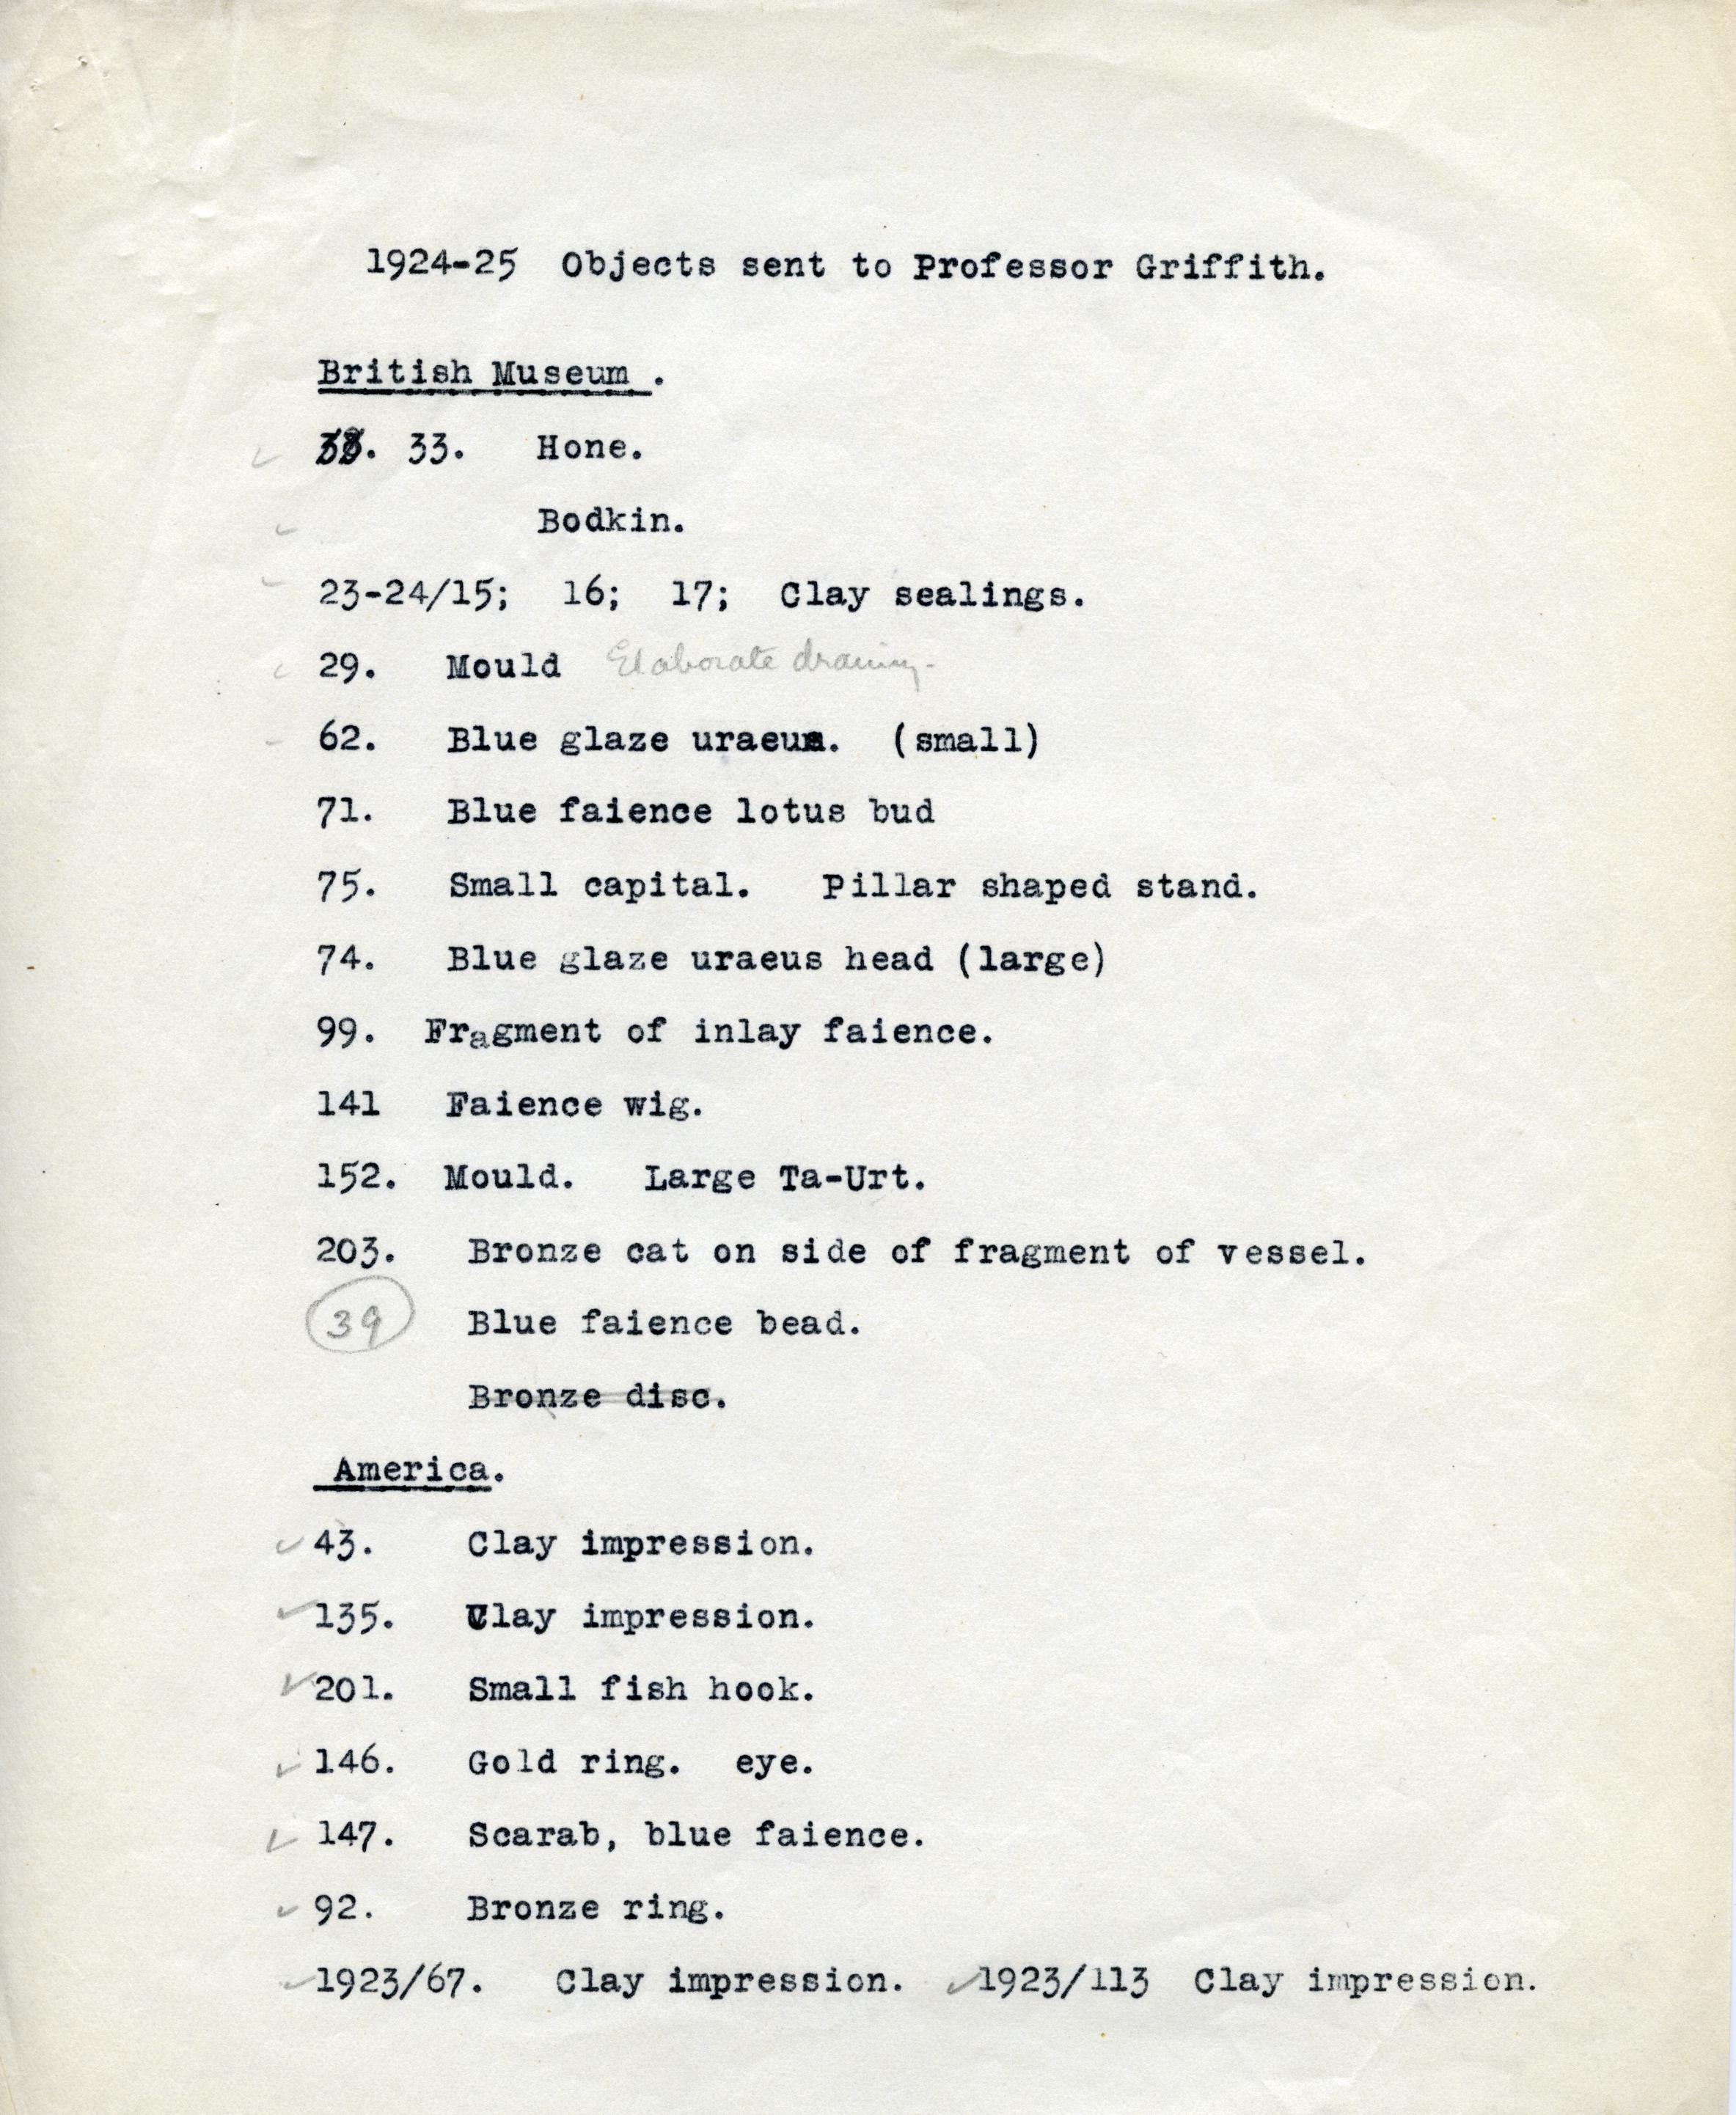 1924-25 Objects sent to Professor Griffith.
British Museum .
33. Hone.
Bodkin.
23-24/15; 16; 17; Clay sealings.
29. Mould Elaborate drawing.
62. Blue glaze uraeus. (small)
71. Blue faience lotus bud
75. Small capital. Pillar shaped stand.
74. Blue glaze uraeus head (large)
99. Fragment of inlay faience.
141 Faience wig.
152. Mould. Large Ta-Urt.
203. Bronze cat on side of fragment of vessel.
39 Blue faience bead.
Bronze disc.
America.
43. Clay impression.
135. Clay impression.
201. Small fish hook.
146. Gold ring. eye.
147. Scarab, blue faience.
92. Bronze ring.
1923/67. Clay impression. 1923/113 Clay impression.